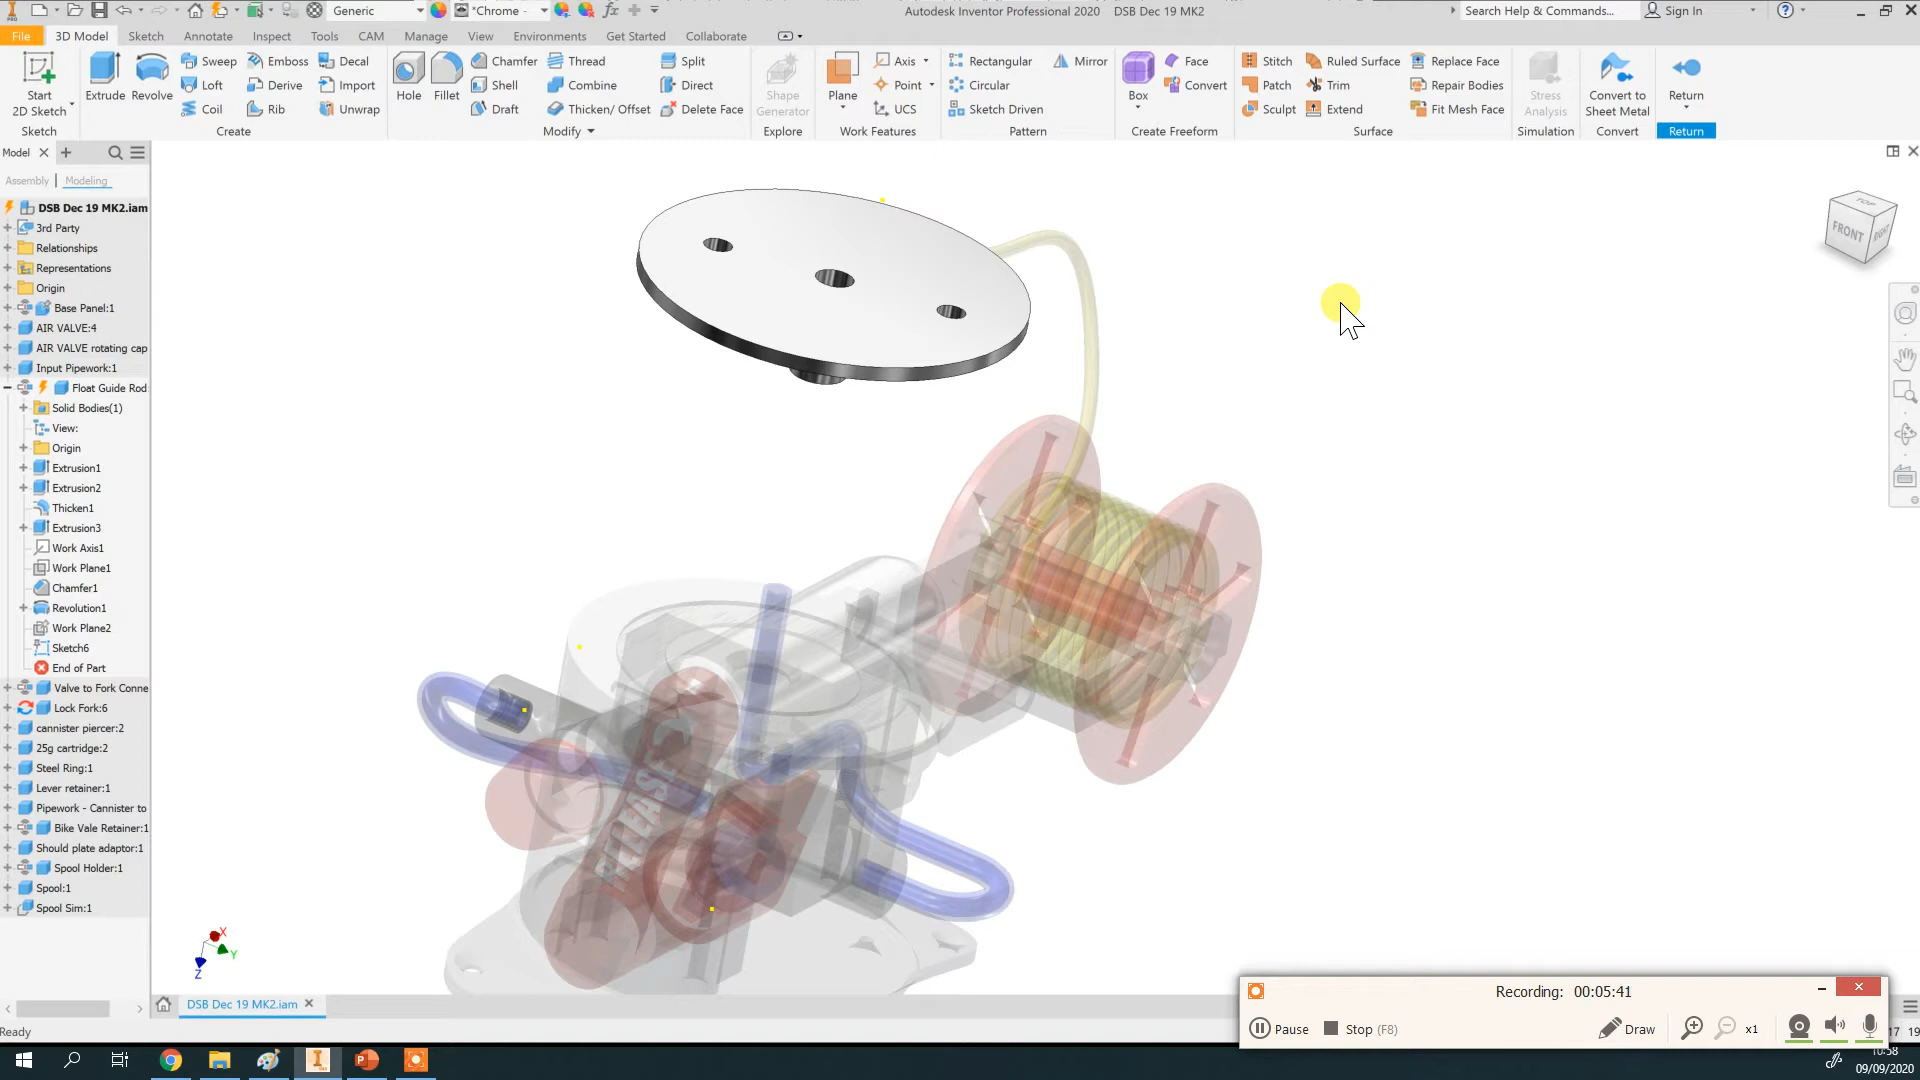 Generic
*Chrome
Autodesk Inventor Professional 2020 DSB Dec 19 MK2
Search Help & Commands...
Sign In
File 3D Model Sketch Annotate Inspect Tools CAM Manage View Environments Get Started Collaborate
Start
2D Sketch
Sketch
Extrude
Revolve
Sweep
Loft
Coil
Emboss
Derive
Rib
Decal
Import
Unwrap
Create
Hole
Fillet
Chamfer
Shell
Draft
Thread
Combine
Thicken/ Offset
Split
Direct
Delete Face
Modify
Shape
Generator
Explore
Plane
Axis
Point
UCS
Work Features
Rectangular
Circular
Sketch Driven
Mirror
Pattern
Box
Face
Convert
Create Freeform
Stitch
Patch
Sculpt
Ruled Surface
Trim
Extend
Replace Face
Repair Bodies
Fit Mesh Face
Surface
Stress
Analysis
Simulation
Convert to
Sheet Metal
Convert
Return
Return
Model
Assembly Modeling
DSB Dec 19 MK2.iam
3rd Party
Relationships
Representations
Origin
Base Panel:1
AIR VALVE:4
AIR VALVE rotating cap
Input Pipework:1
Float Guide Rod:
Solid Bodies(1)
View:
Origin
Extrusion1
Extrusion2
Thicken1
Extrusion3
Work Axis1
Work Plane1
Chamfer1
Revolution1
Work Plane2
Sketch6
End of Part
Valve to Fork Conne
Lock Fork:6
cannister piercer:2
25g cartridge:2
Steel Ring:1
Lever retainer:1
Pipework - Cannister to
Bike Vale Retainer:1
Should plate adaptor:1
Spool Holder:1
Spool:1
Spool Sim:1
TOP
FRONT
RIGHT
RELEASE
X
Y
Z
DSB Dec 19 MK2.iam
Ready
Recording: 00:05:41
Pause
Stop (F8)
Draw
x1
17 19
10:58
09/09/2020